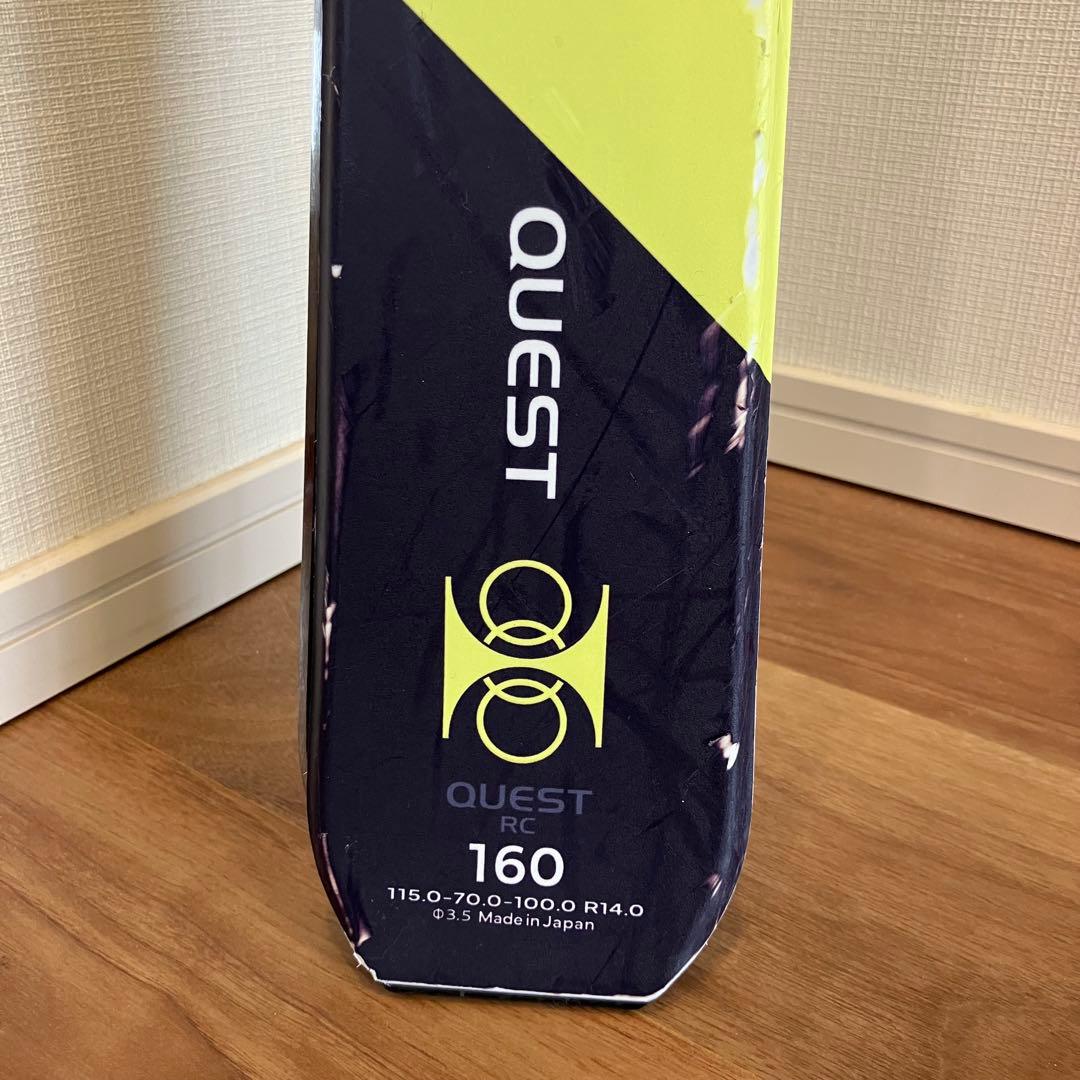 QUEST
QUEST
RC
160
115.0-70.0-100.0 R14.0
Φ3.5 Made in Japan